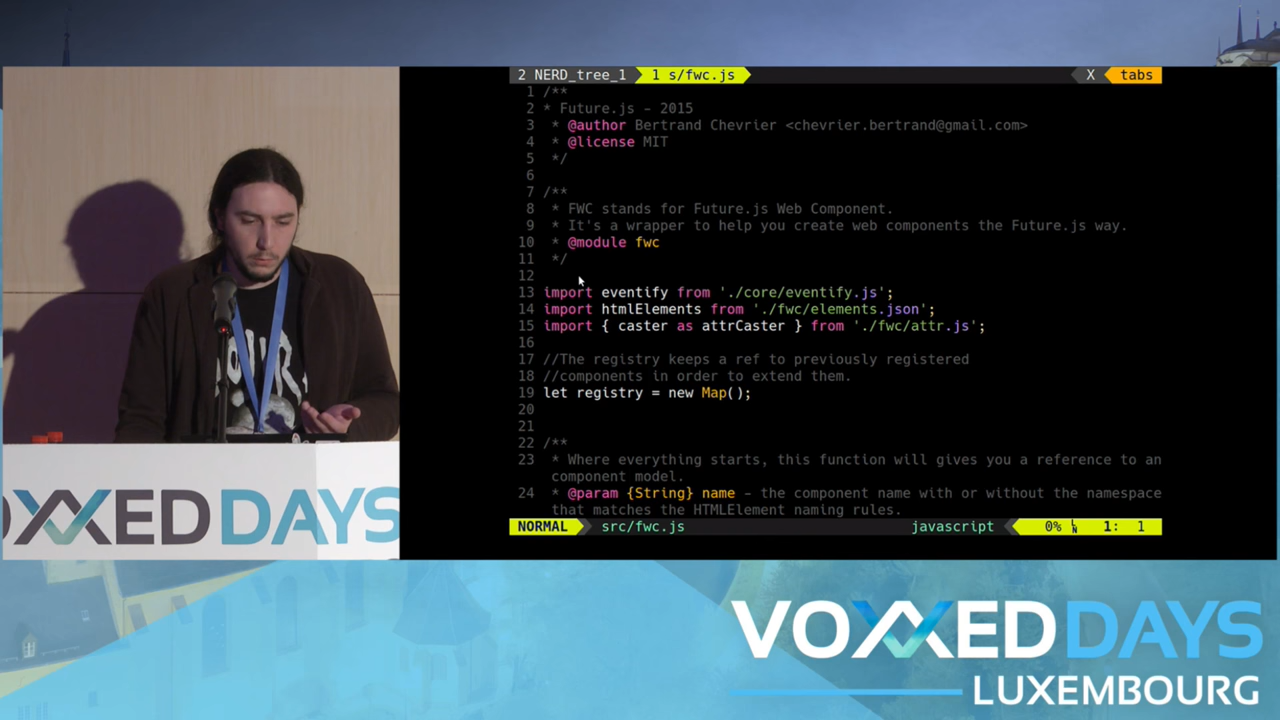 2 NERD_tree_1 1 s/fwc.js X tabs
1 /**
2 * Future.js - 2015
3 * @author Bertrand Chevrier <chevrier.bertrand@gmail.com>
4 * @license MIT
5 */
6
7 /**
8 * FWC stands for Future.js Web Component.
9 * It's a wrapper to help you create web components the Future.js way.
10 * @module fwc
11 */
12
13 import eventify from './core/eventify.js';
14 import htmlElements from './fwc/elements.json';
15 import { caster as attrCaster } from './fwc/attr.js';
16
17 //The registry keeps a ref to previously registered
18 //components in order to extend them.
19 let registry = new Map();
20
21
22 /**
23 * Where everything starts, this function will gives you a reference to an
component model.
24 * @param {String} name - the component name with or without the namespace
that matches the HTMLElement naming rules.
NORMAL src/fwc.js javascript 0% 1: 1
VOXXED DAYS
VOXXED DAYS
LUXEMBOURG